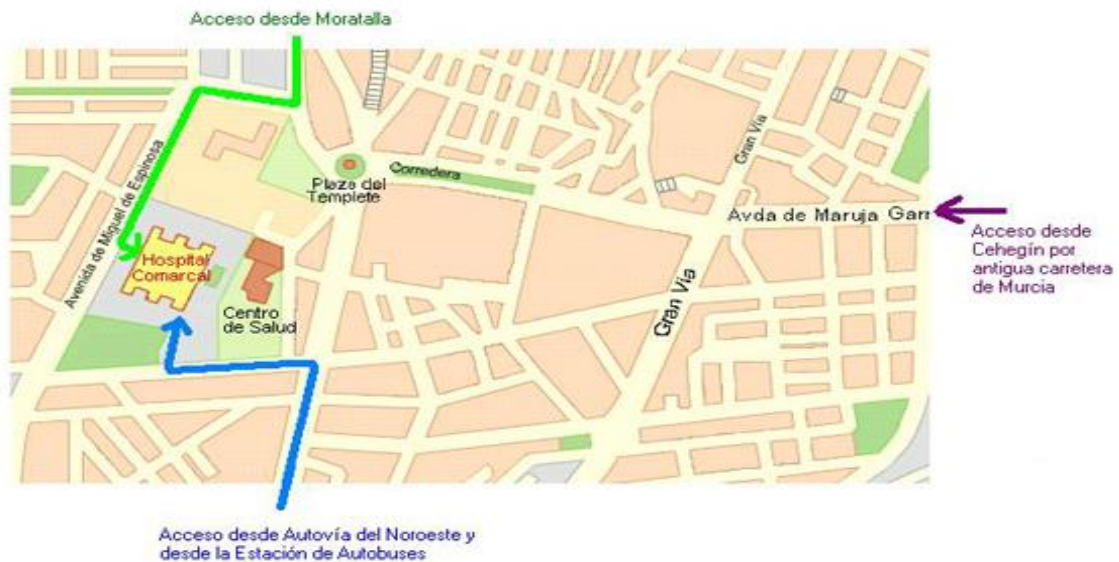 Acceso desde Moratalla
Avenida de Miguel de Espinosa
Plaza del
Templete
Corredera
Gran Vía
Avda de Maruja Garr
Acceso desde
Cehegín por
antigua carretera
de Murcia
Hospital
Comarcal
Centro
de Salud
Gran Vía
Acceso desde Autovía del Noroeste y
desde la Estación de Autobuses